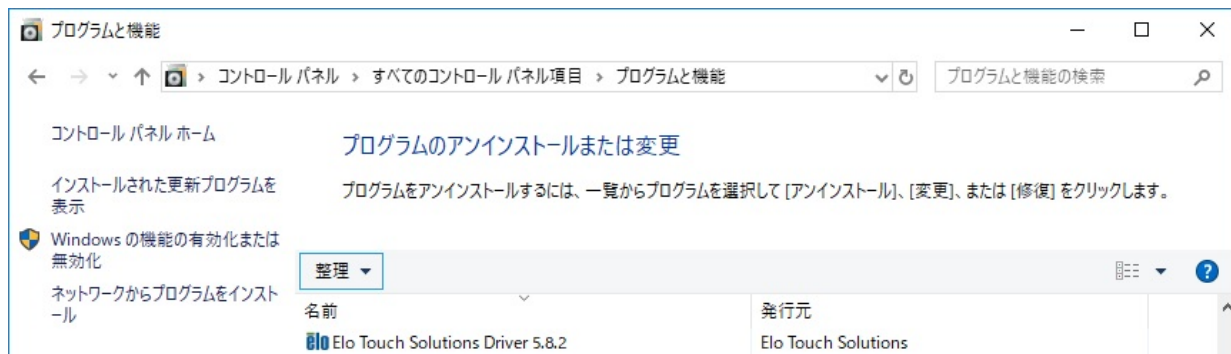 プログラムと機能
コントロール パネル › すべてのコントロール パネル項目 › プログラムと機能
プログラムと機能の検索
コントロール パネル ホーム
インストールされた更新プログラムを
表示
Windows の機能の有効化または
無効化
ネットワークからプログラムをインスト
ール
プログラムのアンインストールまたは変更
プログラムをアンインストールするには、一覧からプログラムを選択して [アンインストール]、[変更]、または [修復] をクリックします。
整理
名前 発行元
elo Elo Touch Solutions Driver 5.8.2 Elo Touch Solutions